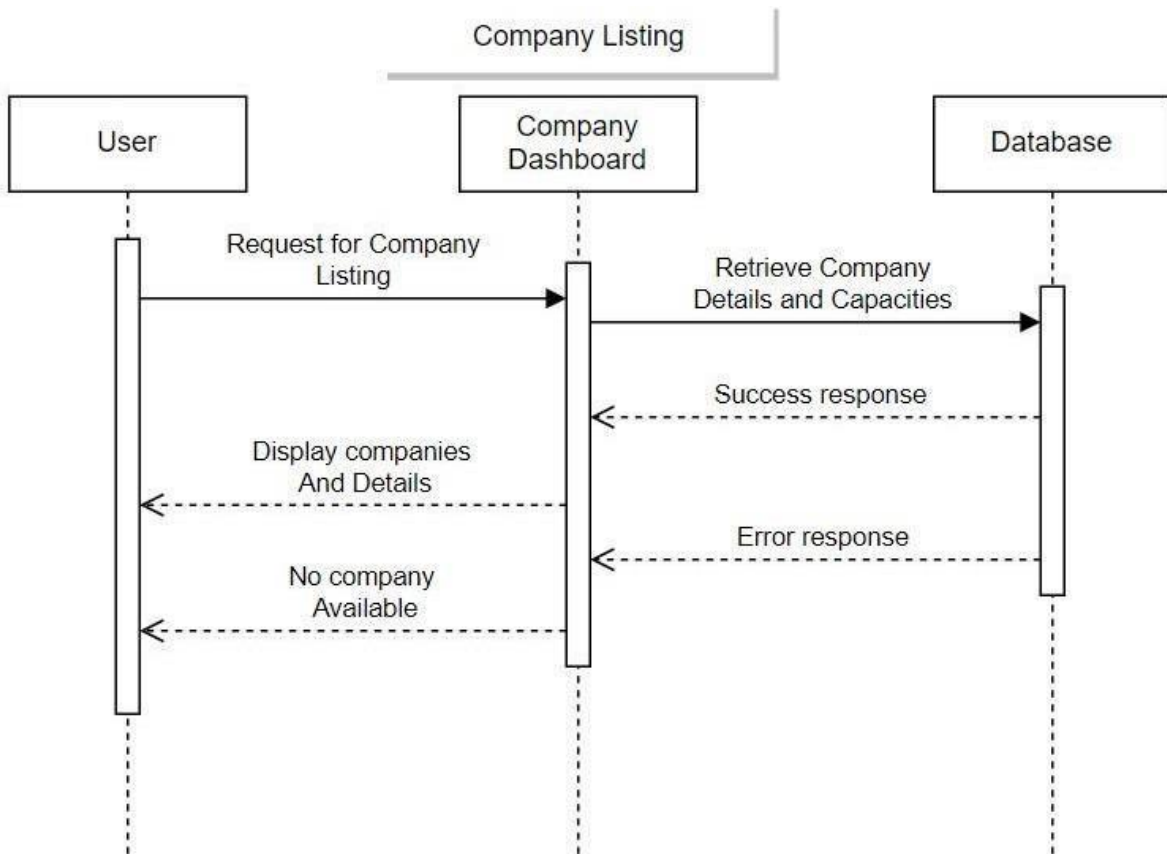 Company Listing
User
Company
Dashboard
Database
Request for Company
Listing
Retrieve Company
Details and Capacities
Success response
Display companies
And Details
Error response
No company
Available